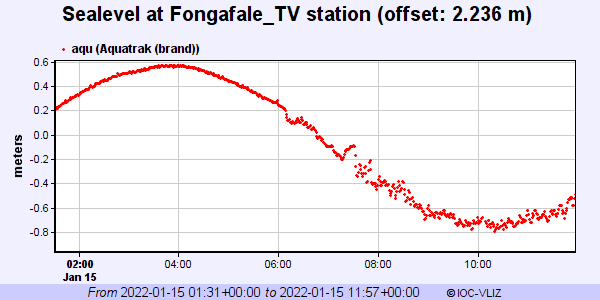 Sealevel at Fongafale_TV station (offset: 2.236 m)
aqu (Aquatrak (brand))
0.6
0.4
0.2
0.0
-0.2
-0.4
-0.6
-0.8
meters
02:00 04:00 06:00 08:00 10:00
Jan 15
From 2022-01-15 01:31+00:00 to 2022-01-15 11:57+00:00 © IOC-VLIZ